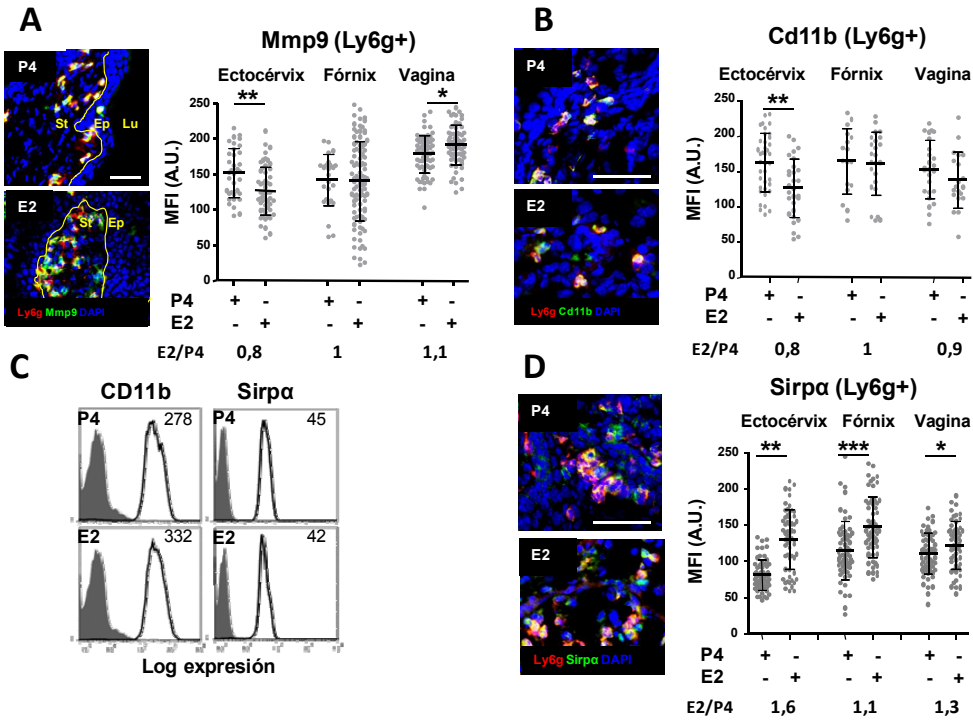 A
Mmp9 (Ly6g+)
P4
St
Ep
Lu
E2
St
Ep
Ly6g Mmp9 DAPI
Ectocérvix Fórnix Vagina
** *
MFI (A.U.)
250
200
150
100
50
0
P4 + - + - + -
E2 - + - + - +
E2/P4 0,8 1 1,1
B
Cd11b (Ly6g+)
P4
E2
Ly6g Cd11b DAPI
Ectocérvix Fórnix Vagina
**
MFI (A.U.)
250
200
150
100
50
0
P4 + - + - + -
E2 - + - + - +
E2/P4 0,8 1 0,9
C
CD11b Sirpα
P4 278 45
E2 332 42
Log expresión
D
Sirpα (Ly6g+)
P4
E2
Ly6g Sirpα DAPI
Ectocérvix Fórnix Vagina
** *** *
MFI (A.U.)
250
200
150
100
50
0
P4 + - + - + -
E2 - + - + - +
E2/P4 1,6 1,1 1,3